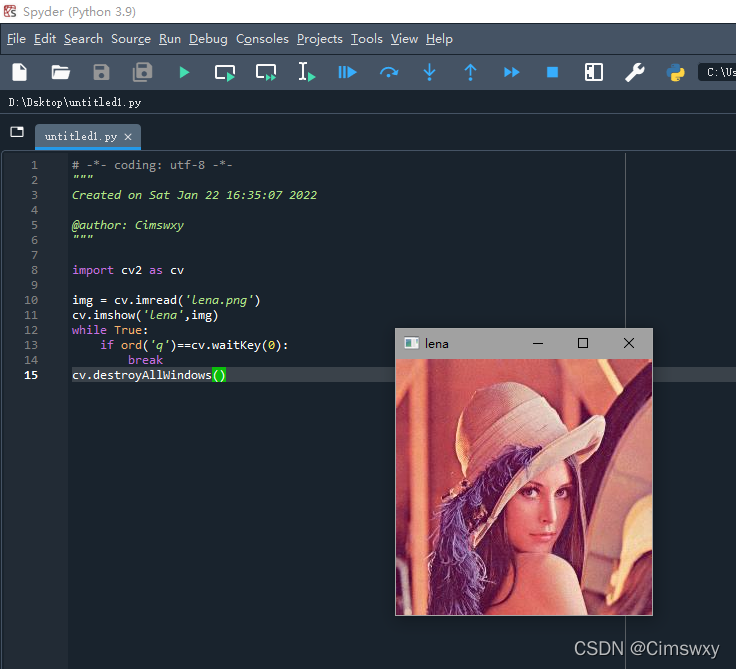 Spyder (Python 3.9)
File Edit Search Source Run Debug Consoles Projects Tools View Help
C:\Us
D:\Dsktop\untitled1.py
untitled1.py ×
1 # -*- coding: utf-8 -*-
2 """
3 Created on Sat Jan 22 16:35:07 2022
4
5 @author: Cimswxy
6 """
7
8 import cv2 as cv
9
10 img = cv.imread('lena.png')
11 cv.imshow('lena',img)
12 while True:
13     if ord('q')==cv.waitKey(0):
14         break
15 cv.destroyAllWindows()
lena
CSDN @Cimswxy